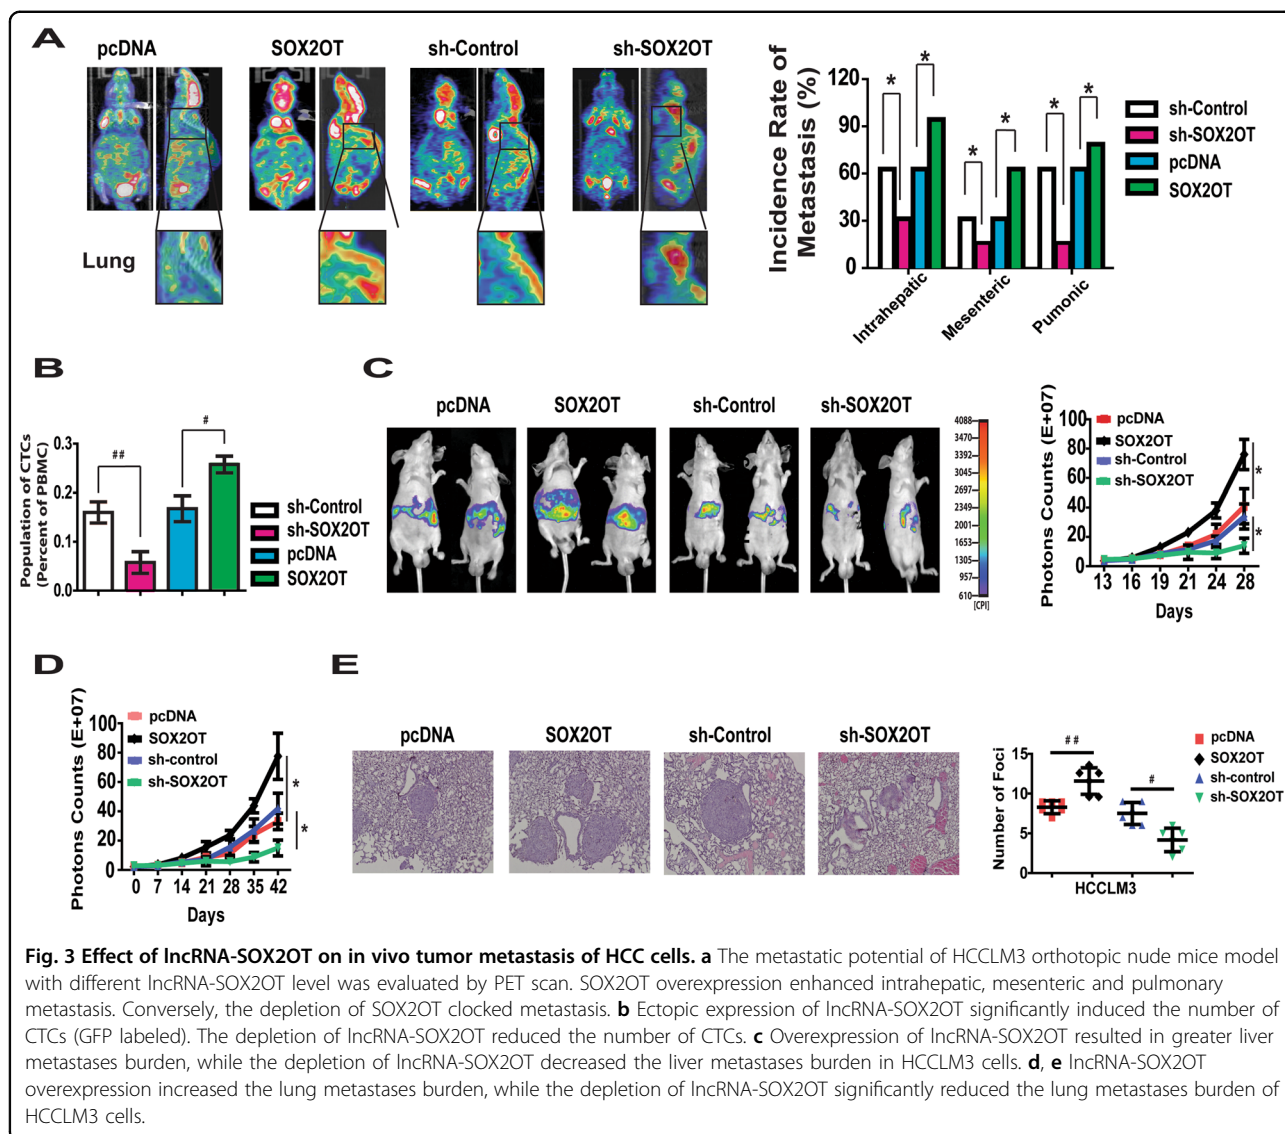 A
pcDNA
SOX2OT
sh-Control
sh-SOX2OT
Lung
Incidence Rate of
Metastasis (%)
120
90
60
30
0
*
*
*
*
*
*
Intrahepatic
Mesenteric
Pumonic
sh-Control
sh-SOX2OT
pcDNA
SOX2OT
B
Population of CTCs
(Percent of PBMC)
0.3
0.2
0.1
0.0
##
#
sh-Control
sh-SOX2OT
pcDNA
SOX2OT
C
pcDNA
SOX2OT
sh-Control
sh-SOX2OT
4088
3470
3392
3045
2697
2349
2001
1653
1305
957
610
[CPI]
Photons Counts (E+07)
100
80
60
40
20
0
13 16 19 21 24 28
Days
pcDNA
SOX2OT
sh-Control
sh-SOX2OT
*
*
D
Photons Counts (E+07)
100
80
60
40
20
0
0 7 14 21 28 35 42
Days
pcDNA
SOX2OT
sh-control
sh-SOX2OT
*
*
E
pcDNA
SOX2OT
sh-Control
sh-SOX2OT
Number of Foci
15
10
5
0
##
#
HCCLM3
pcDNA
SOX2OT
sh-control
sh-SOX2OT
Fig. 3 Effect of lncRNA-SOX2OT on in vivo tumor metastasis of HCC cells. a The metastatic potential of HCCLM3 orthotopic nude mice model
with different lncRNA-SOX2OT level was evaluated by PET scan. SOX2OT overexpression enhanced intrahepatic, mesenteric and pulmonary
metastasis. Conversely, the depletion of SOX2OT clocked metastasis. b Ectopic expression of lncRNA-SOX2OT significantly induced the number of
CTCs (GFP labeled). The depletion of lncRNA-SOX2OT reduced the number of CTCs. c Overexpression of lncRNA-SOX2OT resulted in greater liver
metastases burden, while the depletion of lncRNA-SOX2OT decreased the liver metastases burden in HCCLM3 cells. d, e lncRNA-SOX2OT
overexpression increased the lung metastases burden, while the depletion of lncRNA-SOX2OT significantly reduced the lung metastases burden of
HCCLM3 cells.